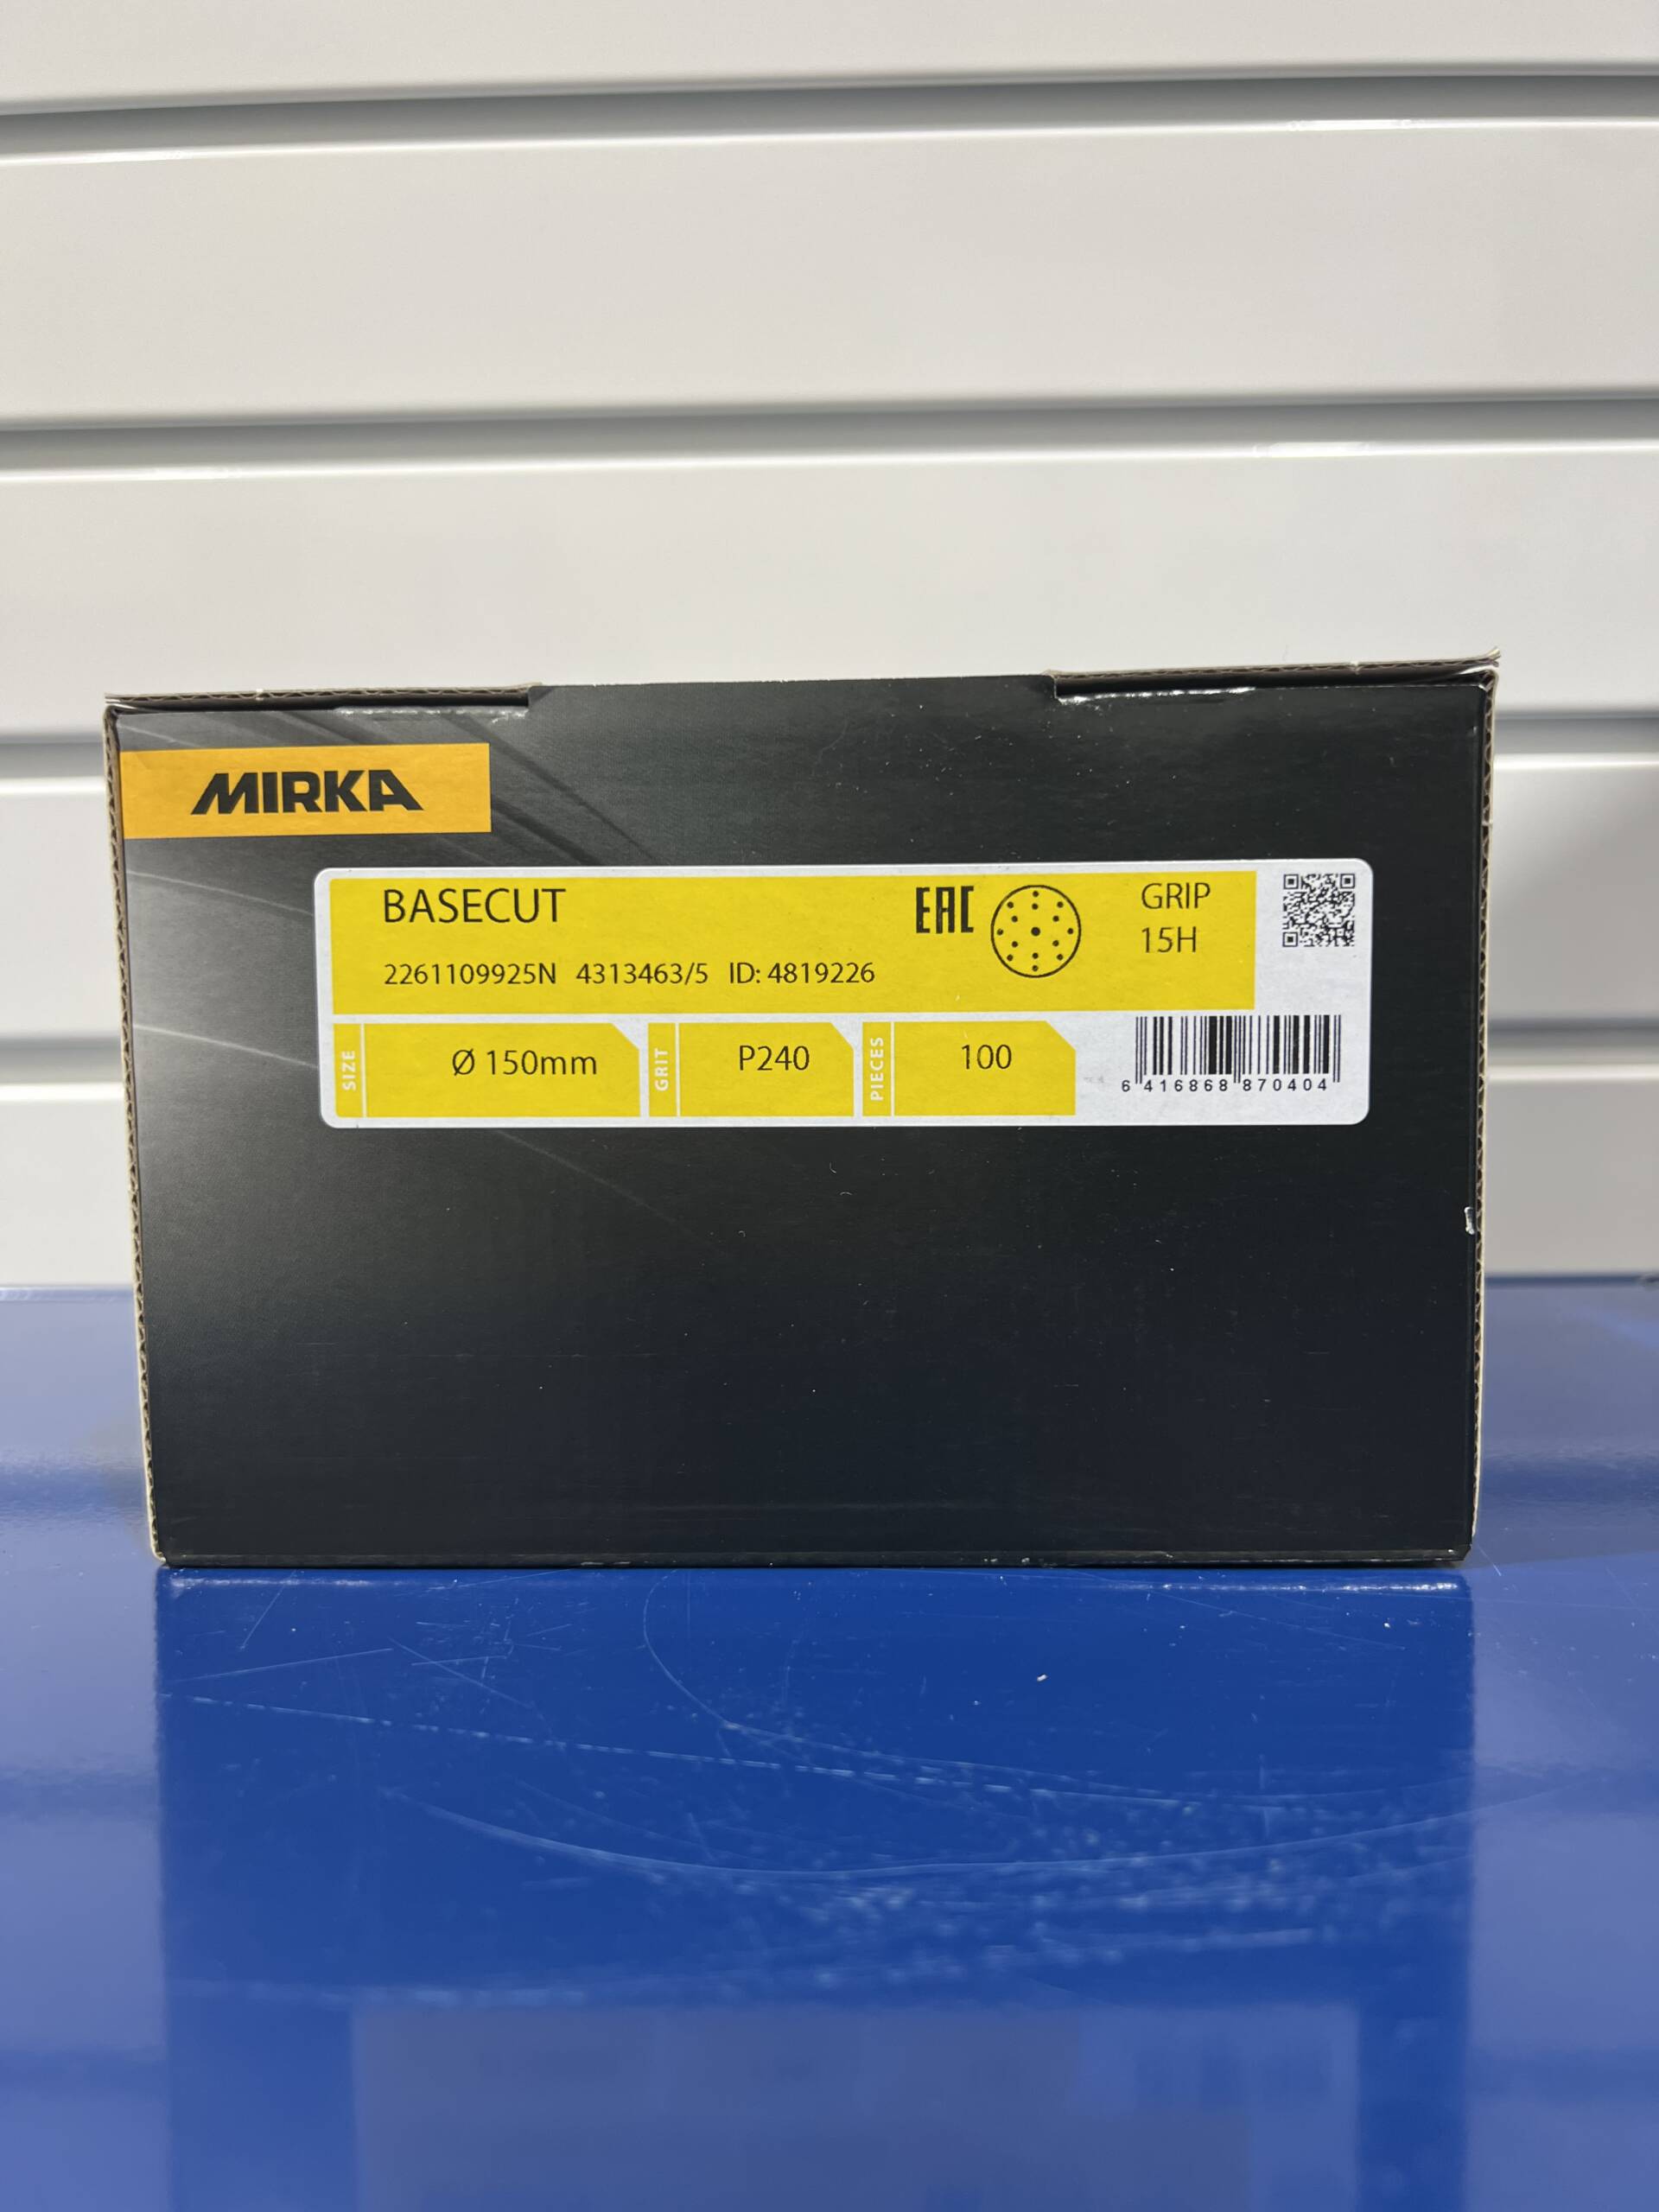 MIRKA
BASECUT
EAC
GRIP
15H
2261109925N 4313463/5 ID: 4819226
SIZE
Ø 150mm
GRIT
P240
PIECES
100
6 416868 870404